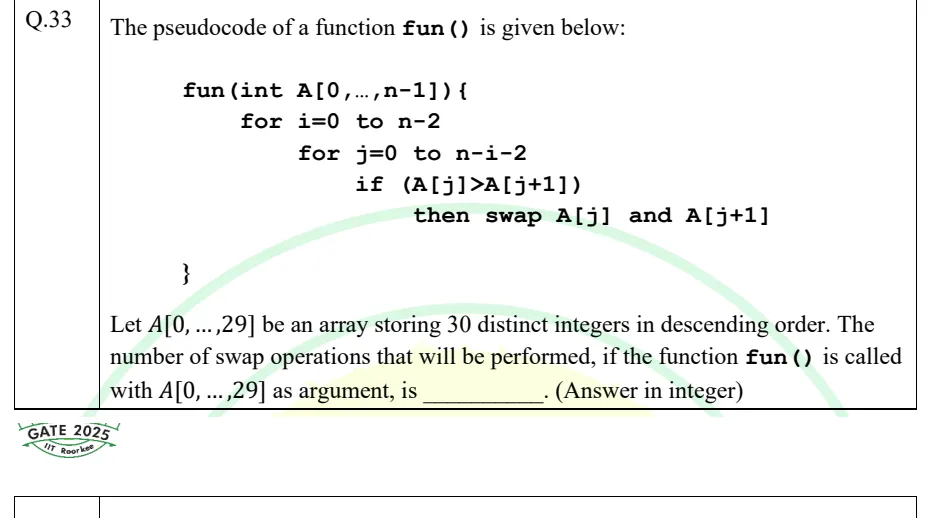 Q.33
The pseudocode of a function fun() is given below:
fun(int A[0,…,n-1]){
for i=0 to n-2
for j=0 to n-i-2
if (A[j]>A[j+1])
then swap A[j] and A[j+1]
}
Let A[0, … ,29] be an array storing 30 distinct integers in descending order. The
number of swap operations that will be performed, if the function fun() is called
with A[0, … ,29] as argument, is __________. (Answer in integer)
GATE 2025
IIT Roorkee